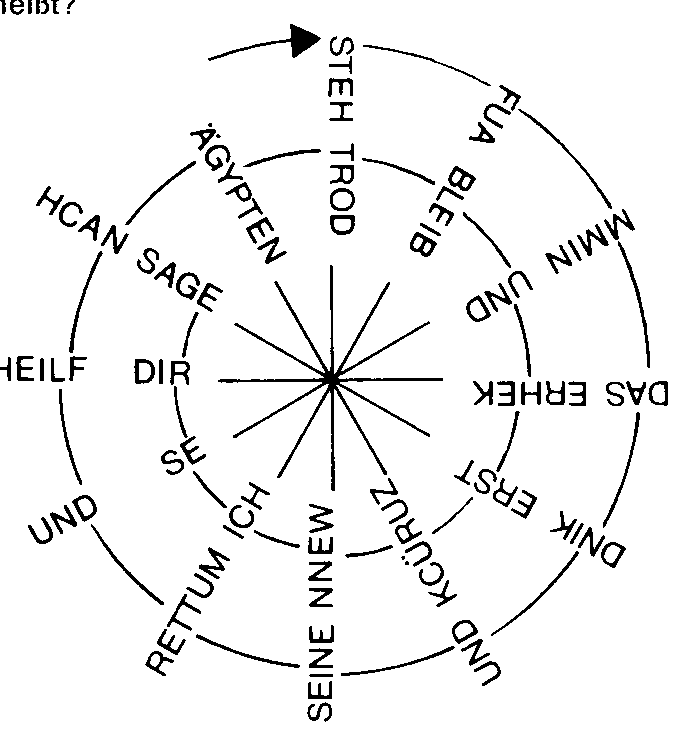 heißt?
STEH TROD
FUA BLEIB
MMIN UND
DAS ERHEK
DNIK ERST
UND KCÜRUZ
SEINE NNEW
RETTUM ICH
UND SE
HEILF DIR
HCAN SAGE
ÄGYPTEN